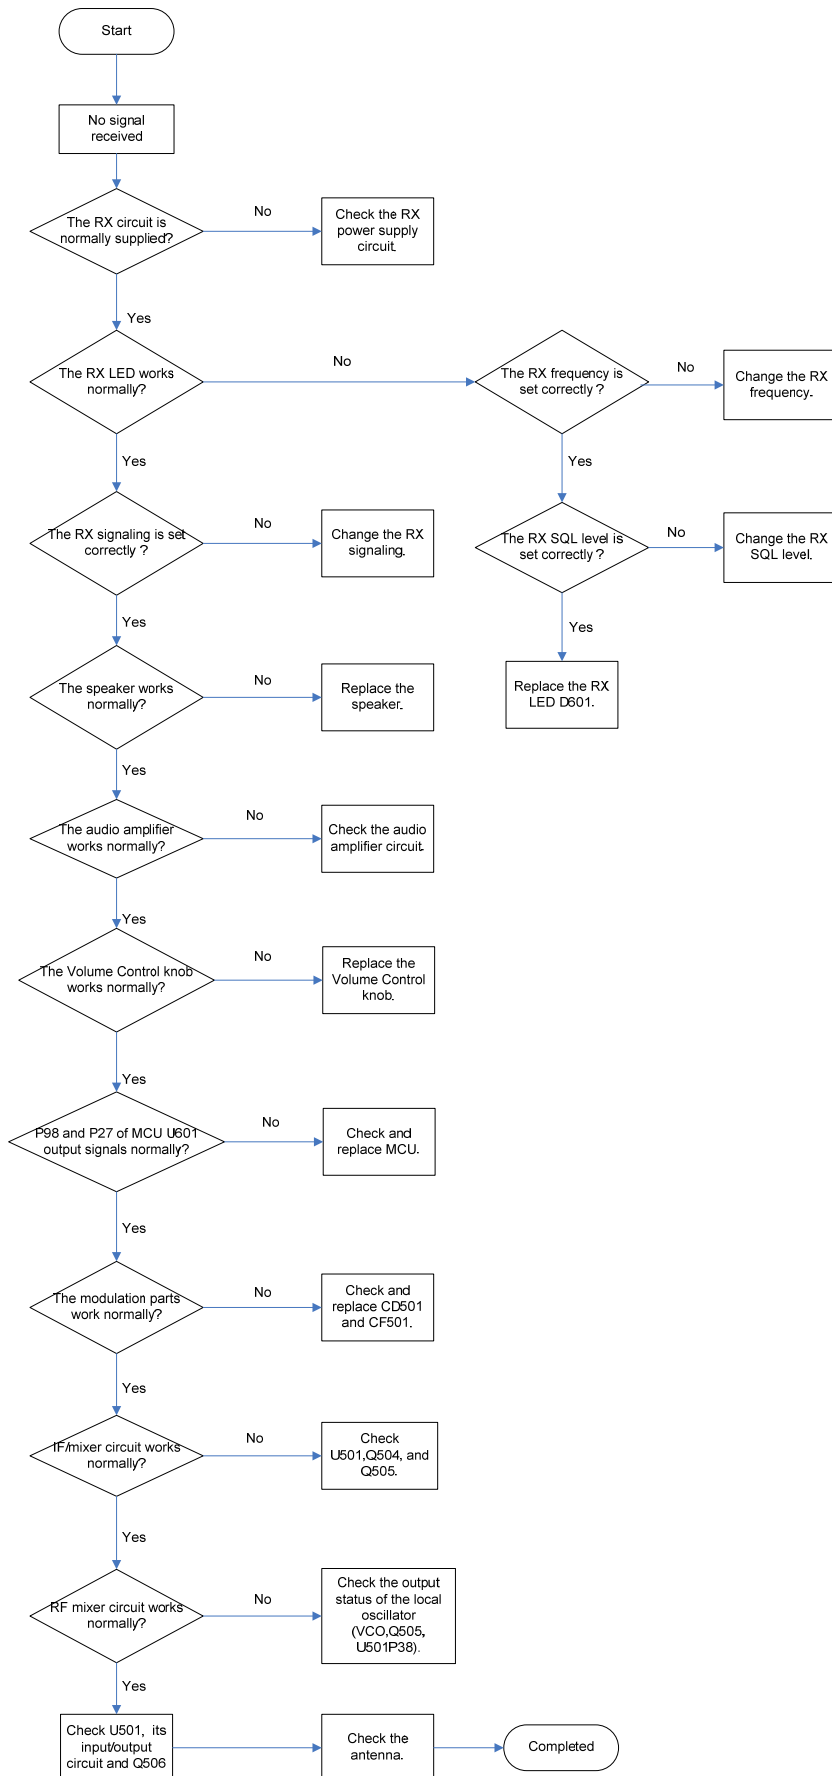 Start
No signal
received
The RX circuit is
normally supplied?
No
Check the RX
power supply
circuit.
Yes
The RX LED works
normally?
No
The RX frequency is
set correctly ?
No
Change the RX
frequency.
Yes
Yes
The RX signaling is set
correctly ?
No
Change the RX
signaling.
The RX SQL level is
set correctly ?
No
Change the RX
SQL level.
Yes
Yes
The speaker works
normally?
No
Replace the
speaker.
Replace the RX
LED D601.
Yes
The audio amplifier
works normally?
No
Check the audio
amplifier circuit.
Yes
The Volume Control knob
works normally?
No
Replace the
Volume Control
knob.
Yes
P98 and P27 of MCU U601
output signals normally?
No
Check and
replace MCU.
Yes
The modulation parts
work normally?
No
Check and
replace CD501
and CF501.
Yes
IF/mixer circuit works
normally?
No
Check
U501,Q504, and
Q505.
Yes
RF mixer circuit works
normally?
No
Check the output
status of the local
oscillator
(VCO,Q505,
U501P38).
Yes
Check U501, its
input/output
circuit and Q506
Check the
antenna.
Completed